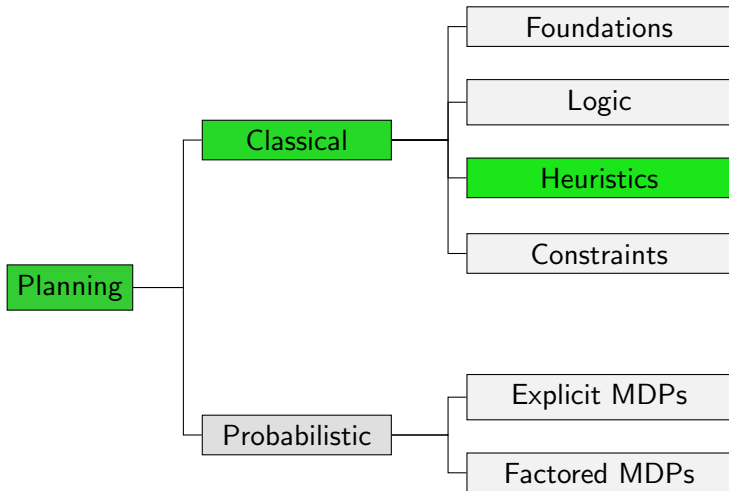 Foundations
Logic
Classical
Heuristics
Constraints
Planning
Explicit MDPs
Probabilistic
Factored MDPs